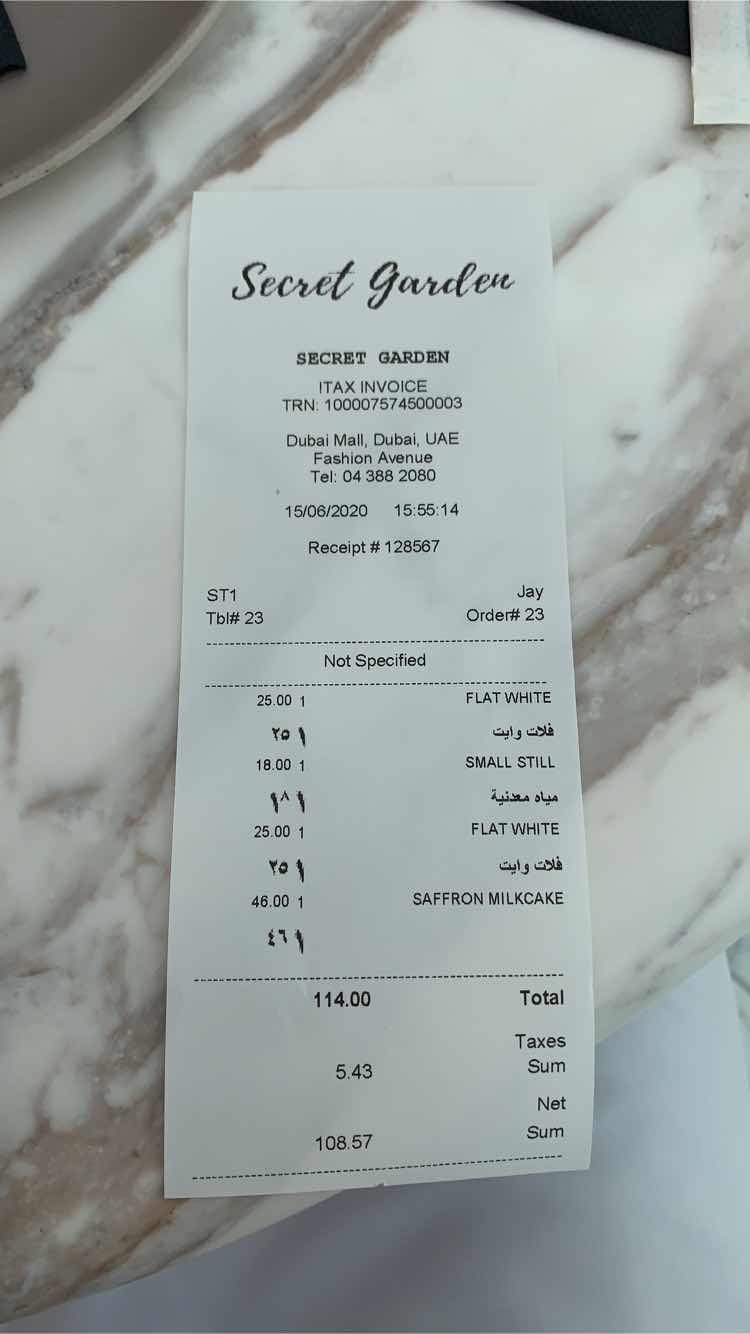 Secret Garden
SECRET GARDEN
!TAX INVOICE
TRN: 100007574500003
Dubai Mall, Dubai, UAE
Fashion Avenue
Tel: 04 388 2080
15/06/2020 15:55:14
Receipt # 128567
ST1 Jay
Tbl# 23 Order# 23
Not Specified
25.00 1 FLAT WHITE
٢٥ ١ فلات وايت
18.00 1 SMALL STILL
١٨ ١ مياه معدنية
25.00 1 FLAT WHITE
٢٥ ١ فلات وايت
46.00 1 SAFFRON MILKCAKE
٤٦ ١
114.00 Total
Taxes
5.43 Sum
Net
108.57 Sum